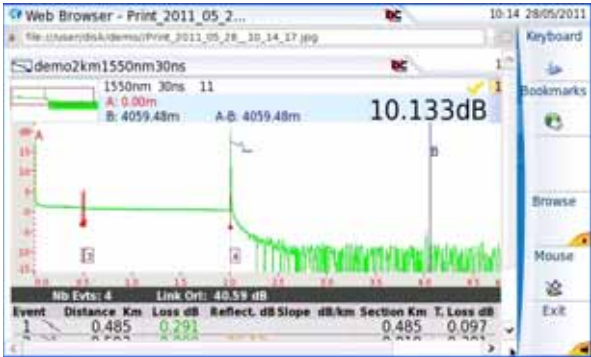 Web Browser - Print_2011_05_2...
10:14 28/05/2011
file:///user/disk/demo//Print_2011_05_28__10_14_17.jpg
Keyboard
demo2km1550nm30ns
1550nm 30ns 11
A: 0.00m
B: 4059.48m A-B: 4059.48m
10.133dB
Bookmarks
A
B
Browse
Mouse
Nb Evts: 4 Link Orl: 40.59 dB
Exit
Event Distance Km Loss dB Reflect. dB Slope dB/km Section Km T. Loss dB
1 0.485 0.291 0.485 0.097